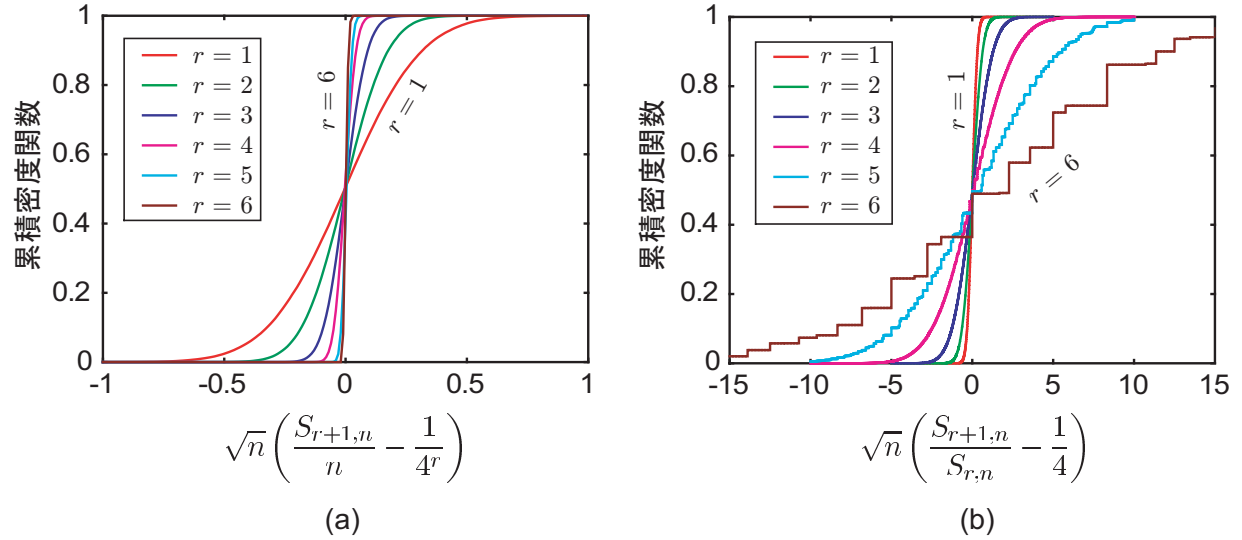 累積密度関数
1
0.8
0.6
0.4
0.2
0
r = 1
r = 2
r = 3
r = 4
r = 5
r = 6
r = 6
r = 1
-1 -0.5 0 0.5 1
√n ( S_{r+1,n} / n − 1 / 4^r )
(a)
累積密度関数
1
0.8
0.6
0.4
0.2
0
r = 1
r = 2
r = 3
r = 4
r = 5
r = 6
r = 1
r = 6
-15 -10 -5 0 5 10 15
√n ( S_{r+1,n} / S_{r,n} − 1 / 4 )
(b)